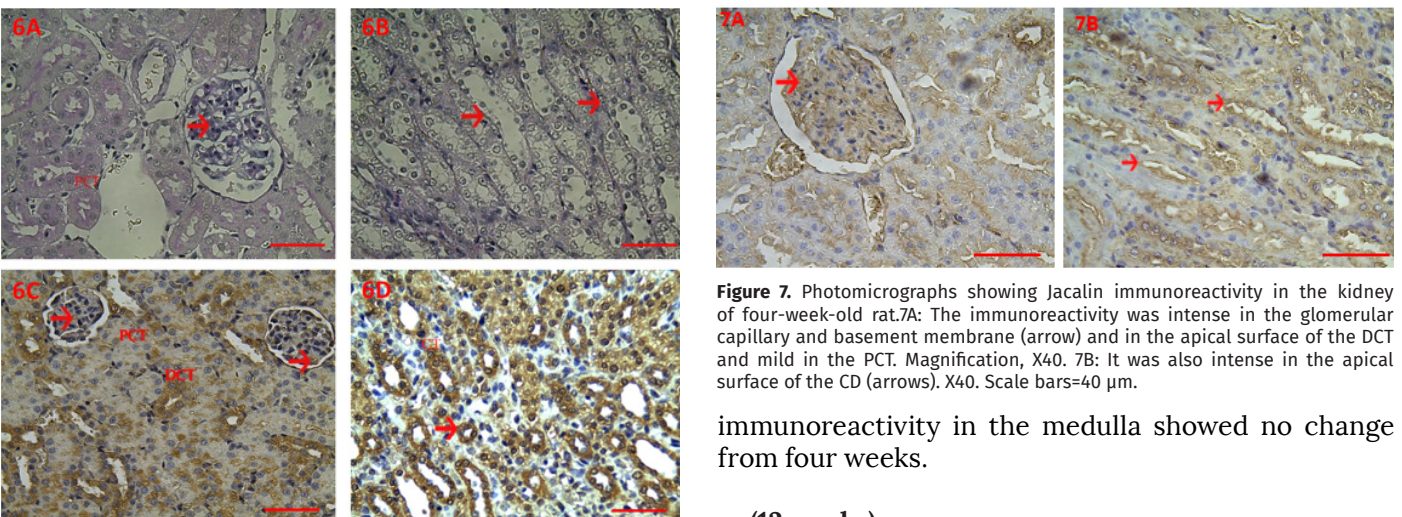 6A
PCT
6B
6C
PCT
DCT
6D
CT
7A
7B
Figure 7. Photomicrographs showing Jacalin immunoreactivity in the kidney
of four-week-old rat.7A: The immunoreactivity was intense in the glomerular
capillary and basement membrane (arrow) and in the apical surface of the DCT
and mild in the PCT. Magnification, X40. 7B: It was also intense in the apical
surface of the CD (arrows). X40. Scale bars=40 µm.
immunoreactivity in the medulla showed no change
from four weeks.